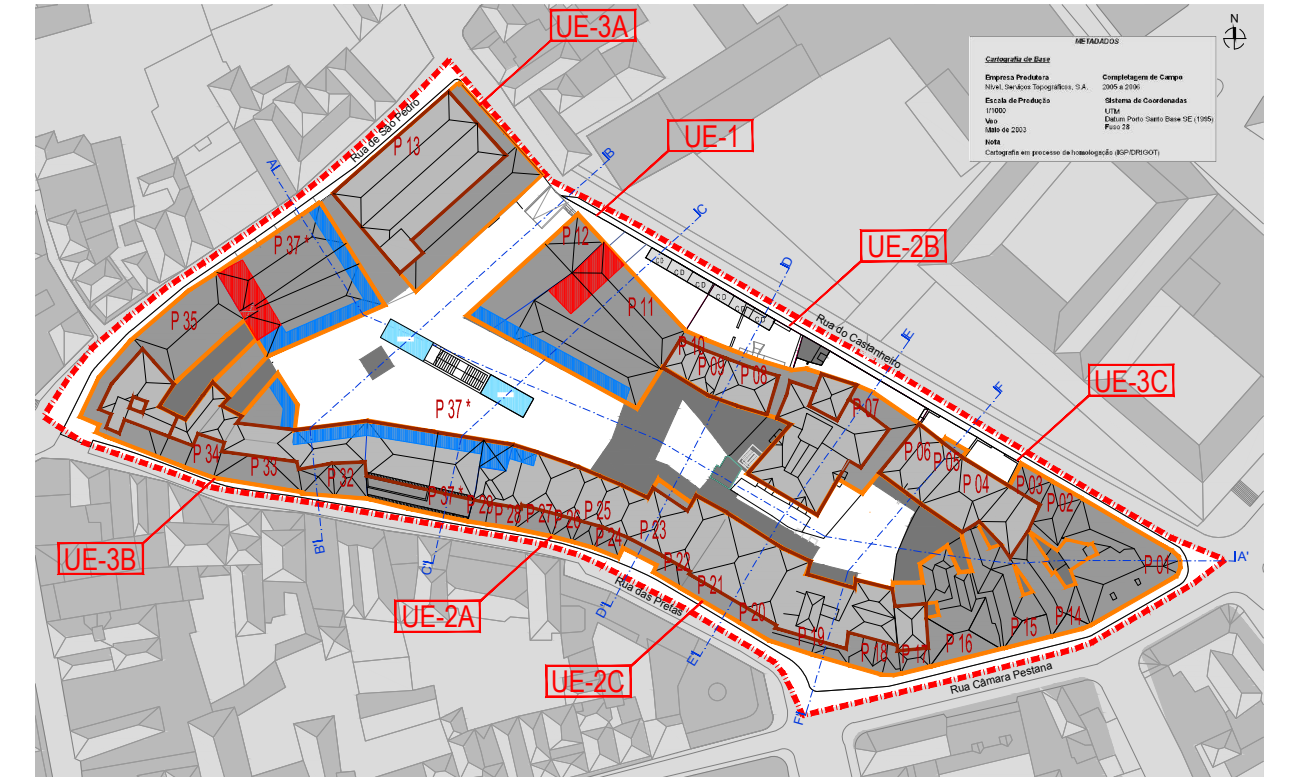 UE-3A
N
METADADOS
Cartografia de Base
Empresa Produtora
Nível, Serviços Topográficos, S.A.
Completagem de Campo
2005 a 2006
Escala de Produção
1/1000
Sistema de Coordenadas
UTM
Datum Porto Santo Base SE (1995)
Fuso 28
Voo
Maio de 2003
Nota
Cartografia em processo de homologação (IGP/DRIGOT)
UE-1
Rua de São Pedro
P 13
A
B
C
D
E
F
UE-2B
P 37 *
P 12
P 11
C D
C D
C D
C D
C D
C D
Rua do Castanheiro
P 35
P 10
P 09
P 08
UE-3C
P 37 *
P 07
P 06
P 05
P 04
P 03
P 02
P 01
A'
P 34
P 33
P 32
P 37 *
P 29
P 28
P 27
P 26
P 25
P 24
P 23
P 22
P 21
P 20
P 19
P 18
P 17
P 16
P 15
P 14
UE-3B
B'
C'
D'
E'
F'
UE-2A
Rua das Pretas
UE-2C
Rua Câmara Pestana